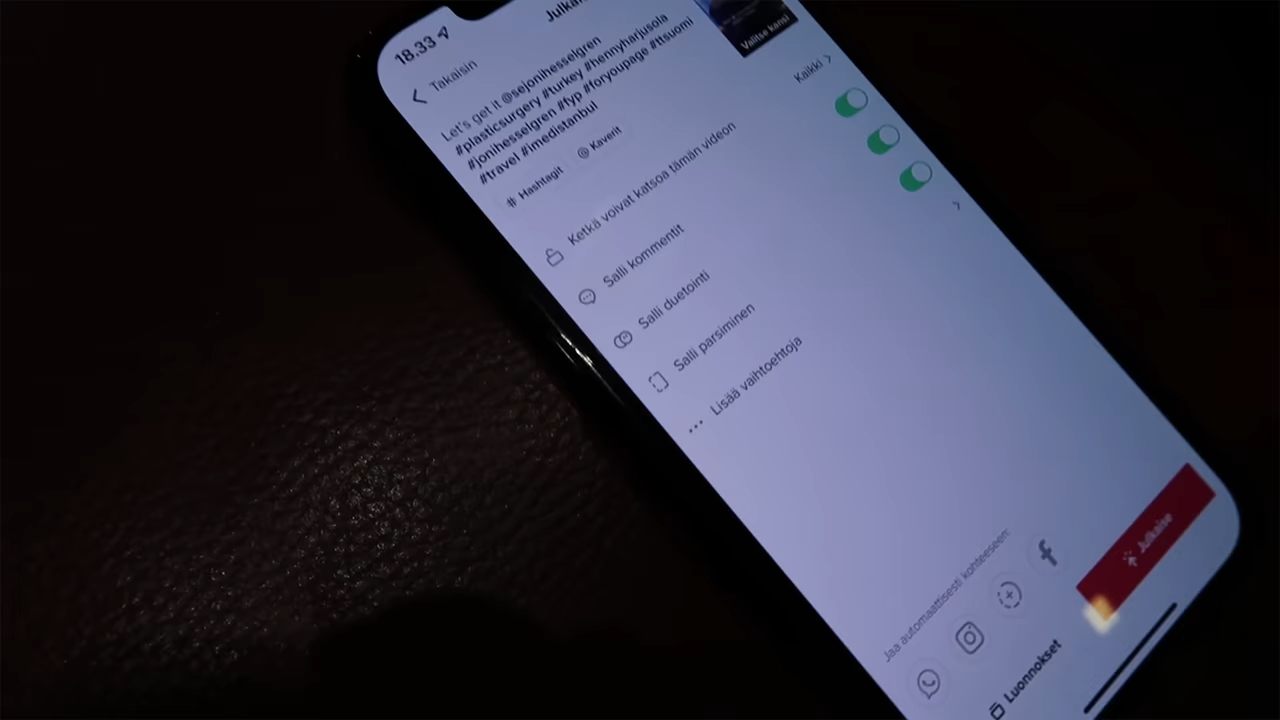 18.33
Julkai
Takaisin
Let's get it @sejonihesselgren
#plasticsurgery #turkey #hennyharjusola
#jonihesselgren #fyp #foryoupage #ttsuomi
#travel #imedistanbul
Valitse kansi
# Hashtagit
@ Kaverit
Ketkä voivat katsoa tämän videon
Kaikki
Salli kommentit
Salli duetointi
Salli parsiminen
Lisää vaihtoehtoja
Jaa automaattisesti kohteeseen:
Luonnokset
Julkaise